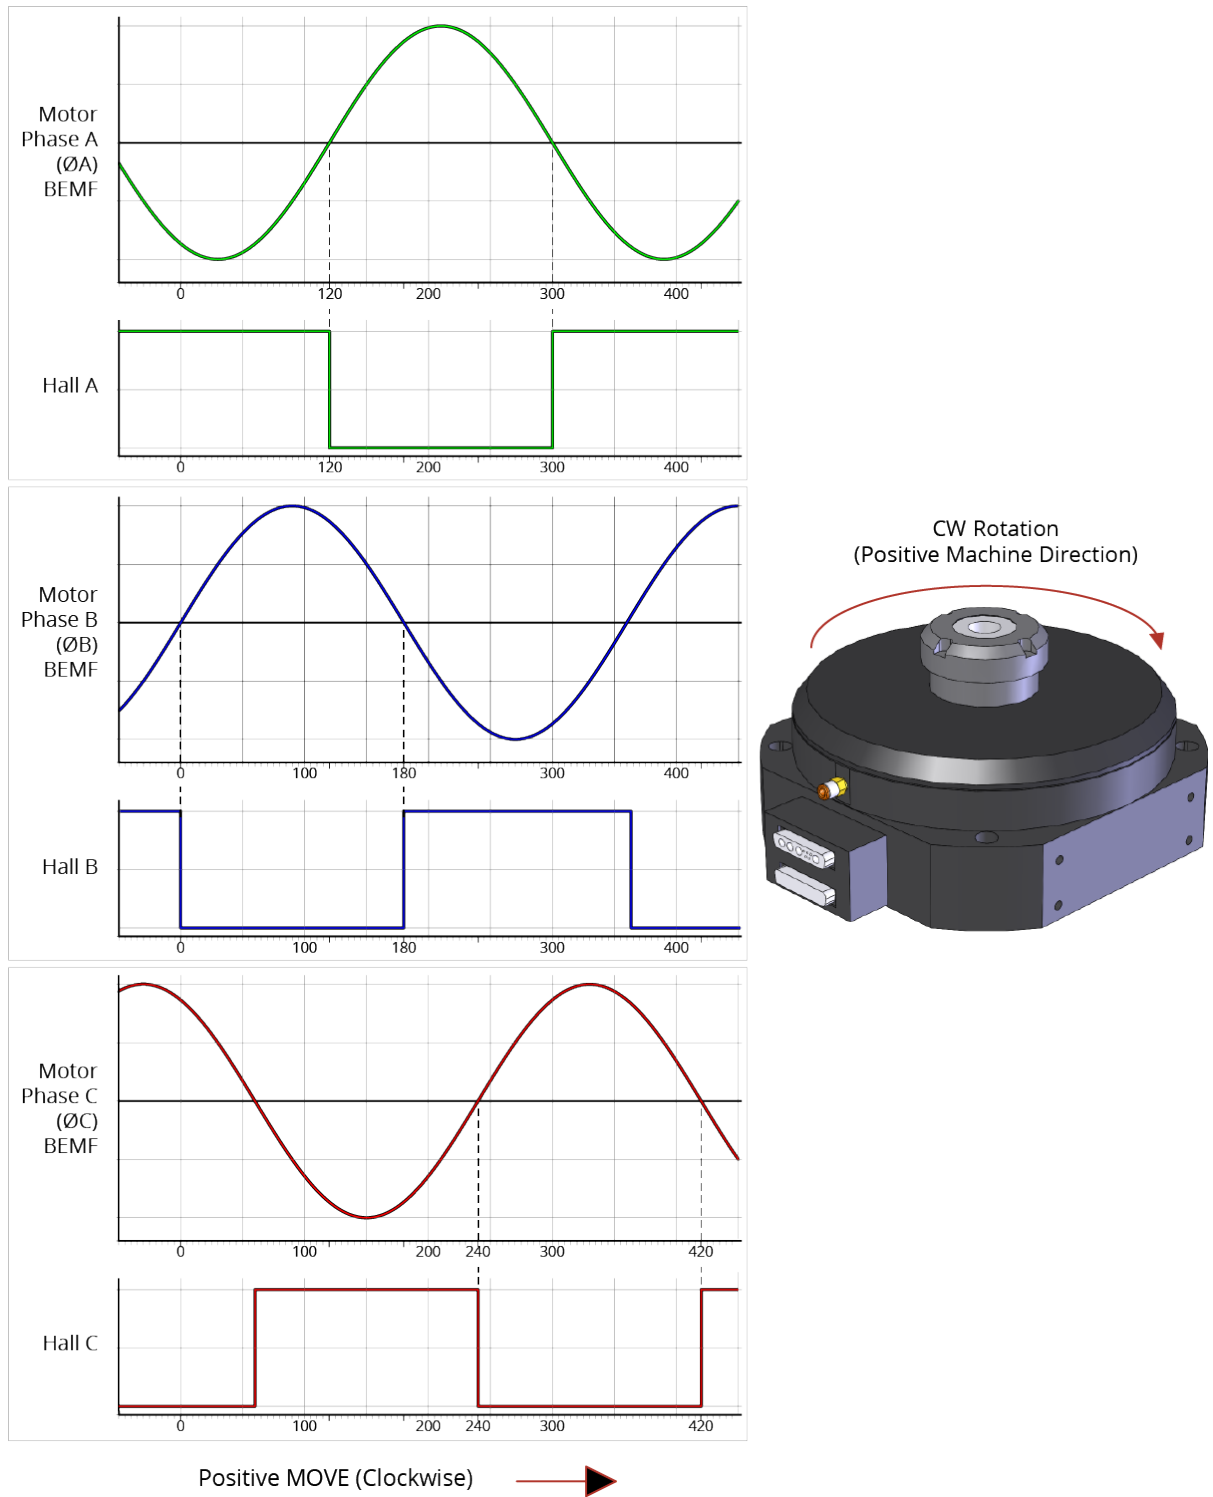 Motor
Phase A
(ØA)
BEMF
0 120 200 300 400
Hall A
0 120 200 300 400
Motor
Phase B
(ØB)
BEMF
0 100 180 300 400
Hall B
0 100 180 300 400
Motor
Phase C
(ØC)
BEMF
0 100 200 240 300 420
Hall C
0 100 200 240 300 420
Positive MOVE (Clockwise)
CW Rotation
(Positive Machine Direction)